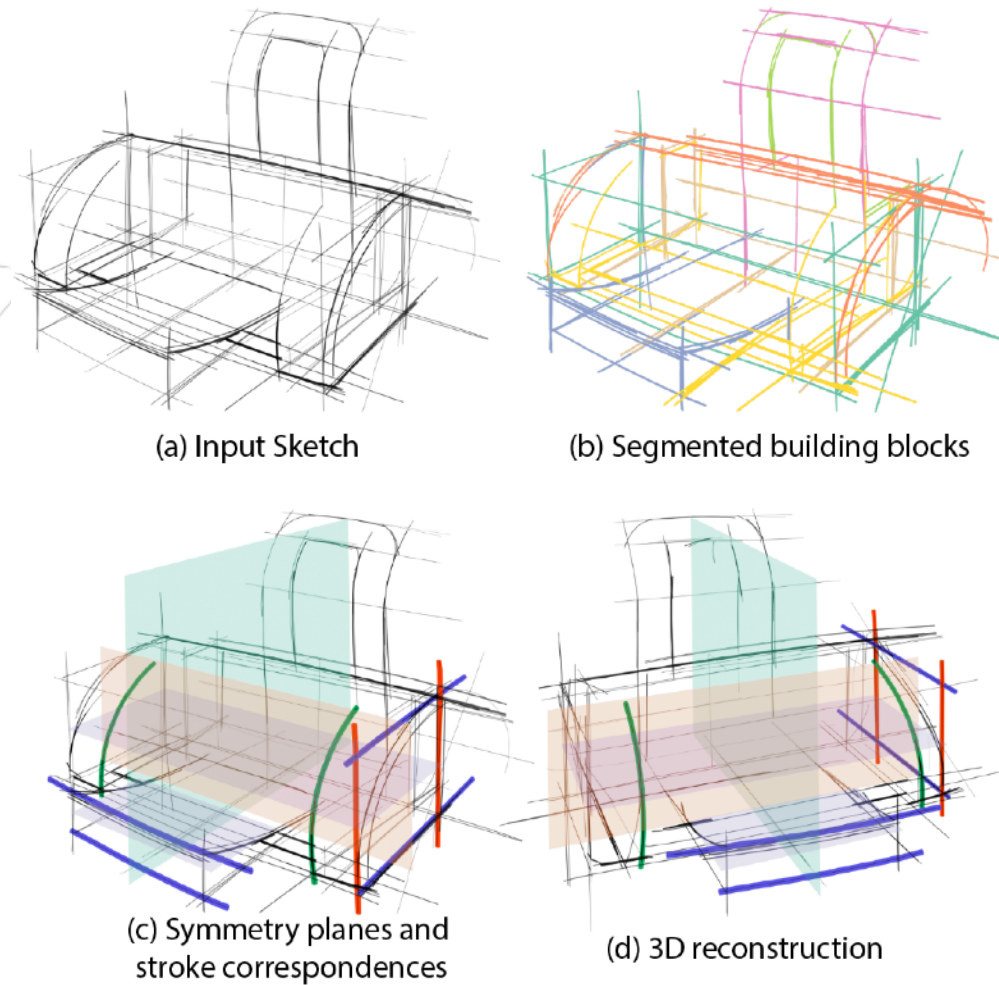 (a) Input Sketch
(b) Segmented building blocks
(c) Symmetry planes and
stroke correspondences
(d) 3D reconstruction